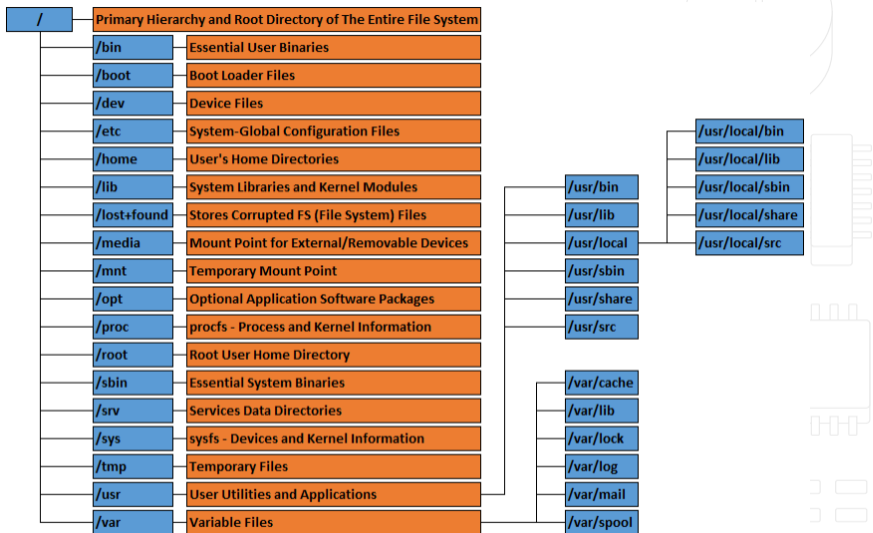 / Primary Hierarchy and Root Directory of The Entire File System
/bin Essential User Binaries
/boot Boot Loader Files
/dev Device Files
/etc System-Global Configuration Files
/home User's Home Directories
/lib System Libraries and Kernel Modules
/lost+found Stores Corrupted FS (File System) Files
/media Mount Point for External/Removable Devices
/mnt Temporary Mount Point
/opt Optional Application Software Packages
/proc procfs - Process and Kernel Information
/root Root User Home Directory
/sbin Essential System Binaries
/srv Services Data Directories
/sys sysfs - Devices and Kernel Information
/tmp Temporary Files
/usr User Utilities and Applications
/var Variable Files
/usr/bin
/usr/lib
/usr/local
/usr/sbin
/usr/share
/usr/src
/var/cache
/var/lib
/var/lock
/var/log
/var/mail
/var/spool
/usr/local/bin
/usr/local/lib
/usr/local/sbin
/usr/local/share
/usr/local/src